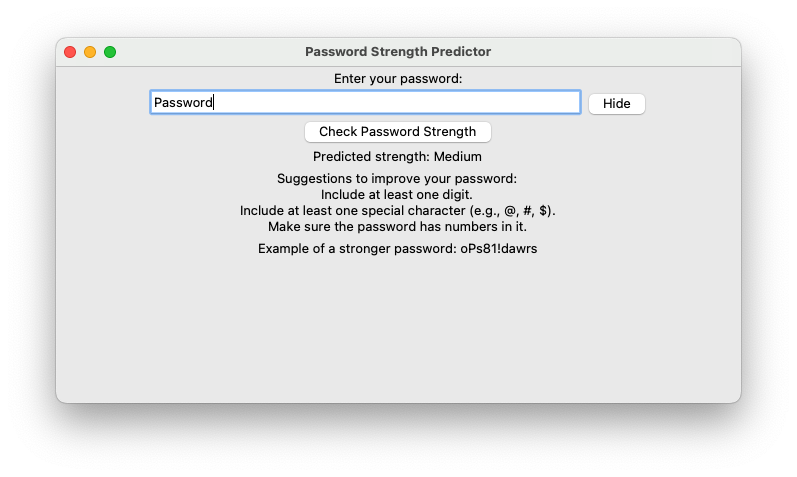 Password Strength Predictor
Enter your password:
Password
Hide
Check Password Strength
Predicted strength: Medium
Suggestions to improve your password:
Include at least one digit.
Include at least one special character (e.g., @, #, $).
Make sure the password has numbers in it.
Example of a stronger password: oPs81!dawrs